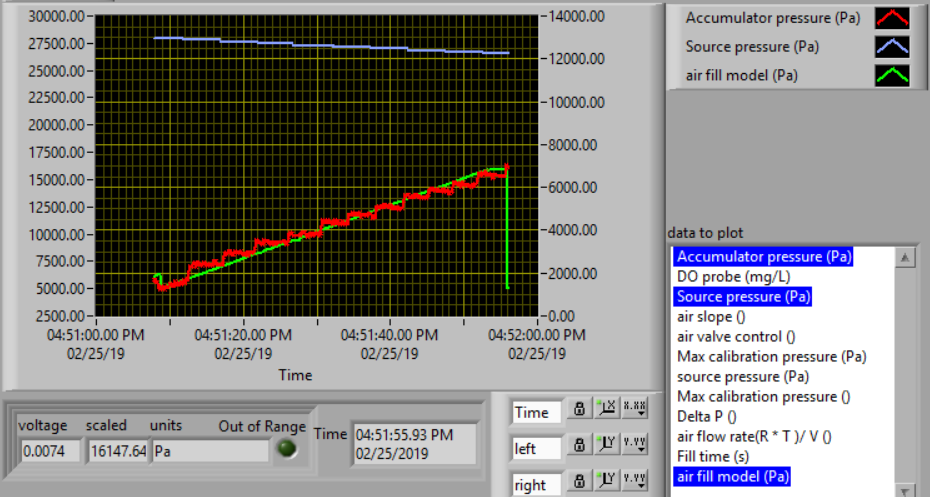 30000.00
27500.00
25000.00
22500.00
20000.00
17500.00
15000.00
12500.00
10000.00
7500.00
5000.00
2500.00
14000.00
12000.00
10000.00
8000.00
6000.00
4000.00
2000.00
0.00
04:51:00.00 PM 04:51:20.00 PM 04:51:40.00 PM 04:52:00.00 PM
02/25/19 02/25/19 02/25/19 02/25/19
Time
Accumulator pressure (Pa)
Source pressure (Pa)
air fill model (Pa)
data to plot
Accumulator pressure (Pa)
DO probe (mg/L)
Source pressure (Pa)
air slope ()
air valve control ()
Max calibration pressure (Pa)
source pressure (Pa)
Max calibration pressure ()
Delta P ()
air flow rate(R * T )/ V ()
Fill time (s)
air fill model (Pa)
voltage scaled units Out of Range
0.0074 16147.64 Pa
Time 04:51:55.93 PM
02/25/2019
Time X X.XX
left Y Y.YY
right Y Y.YY